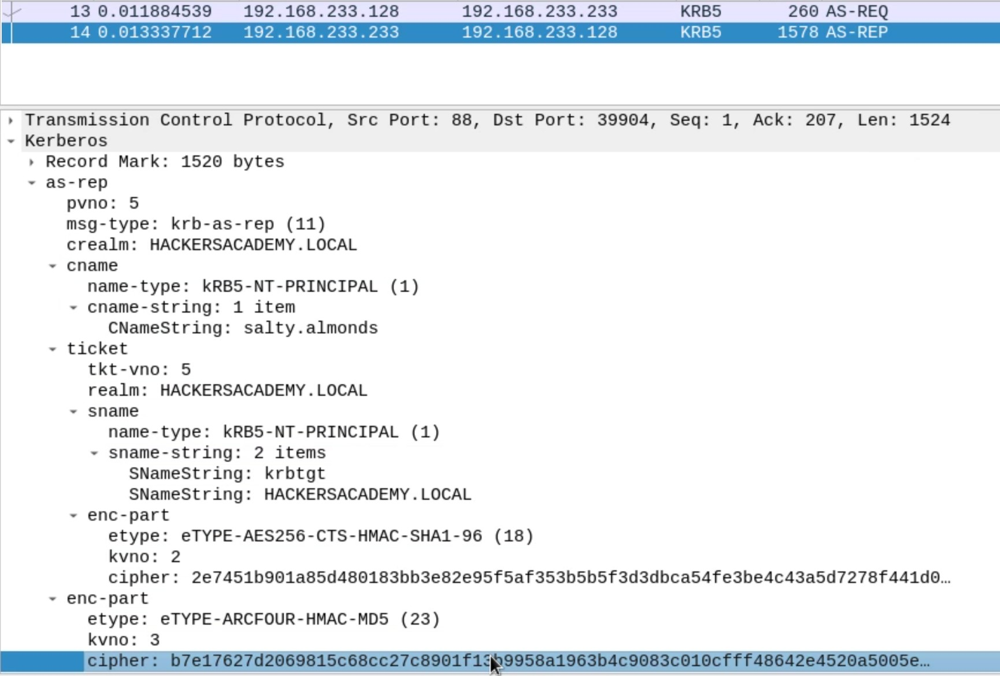 13 0.011884539 192.168.233.128 192.168.233.233 KRB5 260 AS-REQ
14 0.013337712 192.168.233.233 192.168.233.128 KRB5 1578 AS-REP
Transmission Control Protocol, Src Port: 88, Dst Port: 39904, Seq: 1, Ack: 207, Len: 1524
Kerberos
Record Mark: 1520 bytes
as-rep
pvno: 5
msg-type: krb-as-rep (11)
crealm: HACKERSACADEMY.LOCAL
cname
name-type: kRB5-NT-PRINCIPAL (1)
cname-string: 1 item
CNameString: salty.almonds
ticket
tkt-vno: 5
realm: HACKERSACADEMY.LOCAL
sname
name-type: kRB5-NT-PRINCIPAL (1)
sname-string: 2 items
SNameString: krbtgt
SNameString: HACKERSACADEMY.LOCAL
enc-part
etype: eTYPE-AES256-CTS-HMAC-SHA1-96 (18)
kvno: 2
cipher: 2e7451b901a85d480183bb3e82e95f5af353b5b5f3d3dbca54fe3be4c43a5d7278f441d0…
enc-part
etype: eTYPE-ARCFOUR-HMAC-MD5 (23)
kvno: 3
cipher: b7e17627d2069815c68cc27c8901f13b9958a1963b4c9083c010cfff48642e4520a5005e…